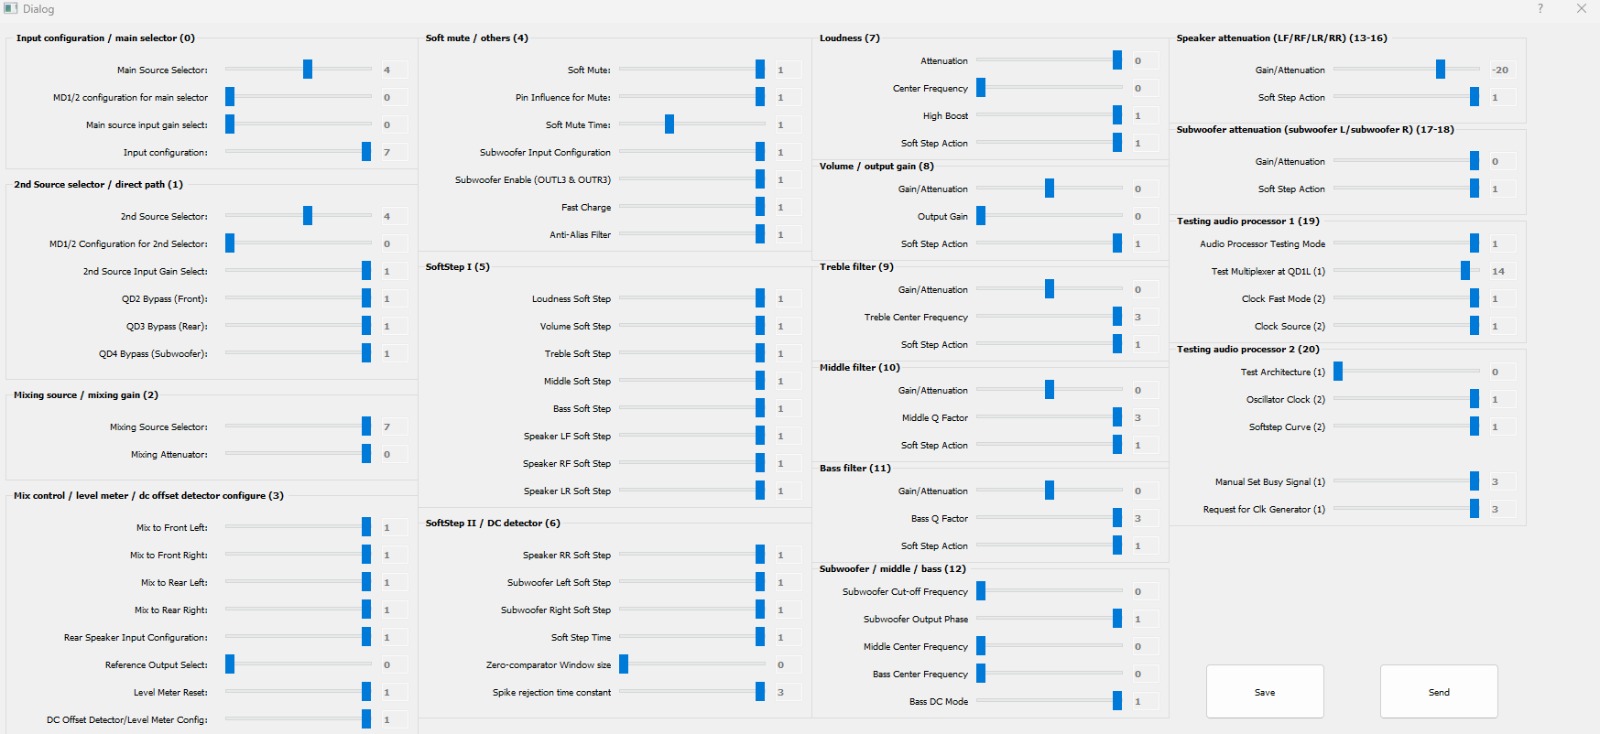 Dialog
Input configuration / main selector (0)
Main Source Selector: 4
MD1/2 configuration for main selector 0
Main source input gain select: 0
Input configuration: 7
2nd Source selector / direct path (1)
2nd Source Selector: 4
MD1/2 Configuration for 2nd Selector: 0
2nd Source Input Gain Select: 1
QD2 Bypass (Front): 1
QD3 Bypass (Rear): 1
QD4 Bypass (Subwoofer): 1
Mixing source / mixing gain (2)
Mixing Source Selector: 7
Mixing Attenuator: 0
Mix control / level meter / dc offset detector configure (3)
Mix to Front Left: 1
Mix to Front Right: 1
Mix to Rear Left: 1
Mix to Rear Right: 1
Rear Speaker Input Configuration: 1
Reference Output Select: 0
Level Meter Reset: 1
DC Offset Detector/Level Meter Config: 1
Soft mute / others (4)
Soft Mute: 1
Pin Influence for Mute: 1
Soft Mute Time: 1
Subwoofer Input Configuration 1
Subwoofer Enable (OUTL3 & OUTR3) 1
Fast Charge 1
Anti-Alias Filter 1
SoftStep I (5)
Loudness Soft Step 1
Volume Soft Step 1
Treble Soft Step 1
Middle Soft Step 1
Bass Soft Step 1
Speaker LF Soft Step 1
Speaker RF Soft Step 1
Speaker LR Soft Step 1
SoftStep II / DC detector (6)
Speaker RR Soft Step 1
Subwoofer Left Soft Step 1
Subwoofer Right Soft Step 1
Soft Step Time 1
Zero-comparator Window size 0
Spike rejection time constant 3
Loudness (7)
Attenuation 0
Center Frequency 0
High Boost 1
Soft Step Action 1
Volume / output gain (8)
Gain/Attenuation 0
Output Gain 0
Soft Step Action 1
Treble filter (9)
Gain/Attenuation 0
Treble Center Frequency 3
Soft Step Action 1
Middle filter (10)
Gain/Attenuation 0
Middle Q Factor 3
Soft Step Action 1
Bass filter (11)
Gain/Attenuation 0
Bass Q Factor 3
Soft Step Action 1
Subwoofer / middle / bass (12)
Subwoofer Cut-off Frequency 0
Subwoofer Output Phase 1
Middle Center Frequency 0
Bass Center Frequency 0
Bass DC Mode 1
Speaker attenuation (LF/RF/LR/RR) (13-16)
Gain/Attenuation -20
Soft Step Action 1
Subwoofer attenuation (subwoofer L/subwoofer R) (17-18)
Gain/Attenuation 0
Soft Step Action 1
Testing audio processor 1 (19)
Audio Processor Testing Mode 1
Test Multiplexer at QD1L (1) 14
Clock Fast Mode (2) 1
Clock Source (2) 1
Testing audio processor 2 (20)
Test Architecture (1) 0
Oscillator Clock (2) 1
Softstep Curve (2) 1
Manual Set Busy Signal (1) 3
Request for Clk Generator (1) 3
Save
Send